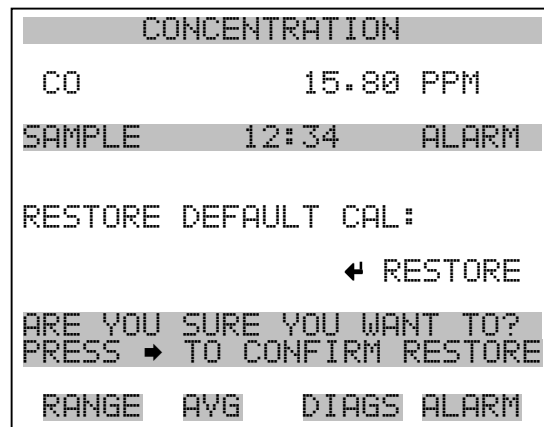 CONCENTRATION
CO 15.80 PPM
SAMPLE 12:34 ALARM
RESTORE DEFAULT CAL:
↵ RESTORE
ARE YOU SURE YOU WANT TO?
PRESS → TO CONFIRM RESTORE
RANGE AVG DIAGS ALARM